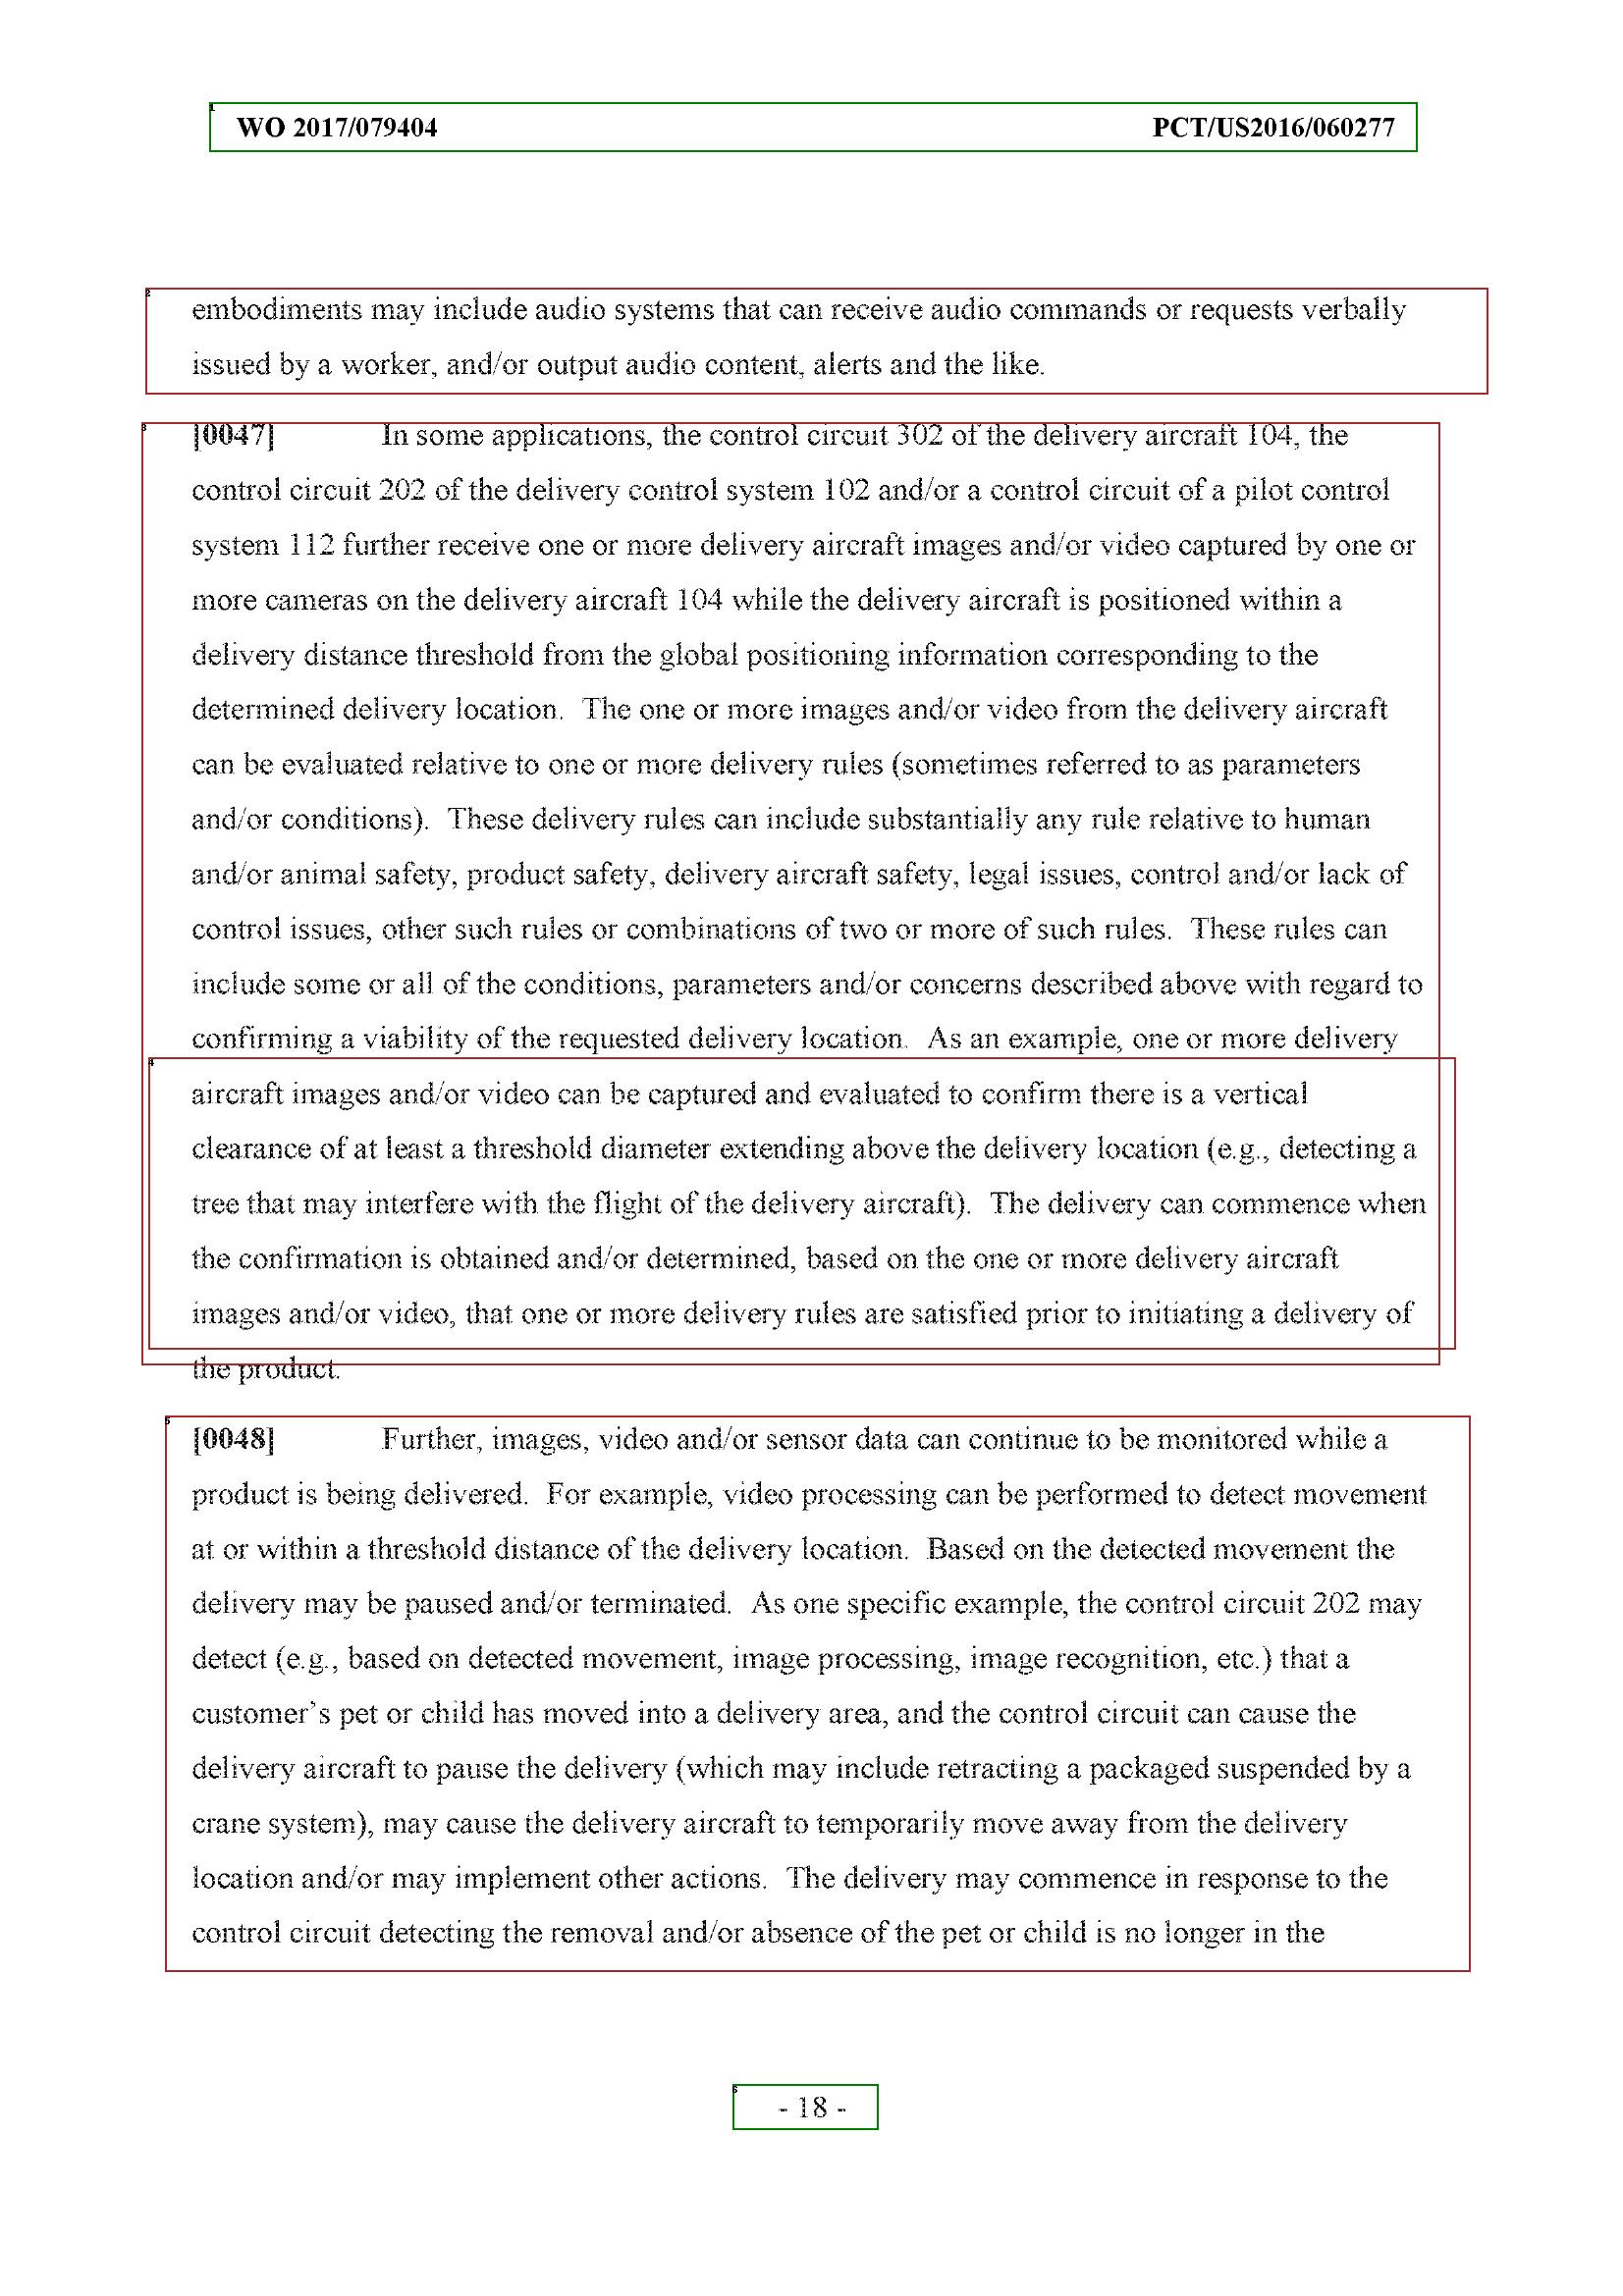 WO 2017/079404 PCT/US2016/060277
embodiments may include audio systems that can receive audio commands or requests verbally
issued by a worker, and/or output audio content, alerts and the like.
[0047] In some applications, the control circuit 302 of the delivery aircraft 104, the
control circuit 202 of the delivery control system 102 and/or a control circuit of a pilot control
system 112 further receive one or more delivery aircraft images and/or video captured by one or
more cameras on the delivery aircraft 104 while the delivery aircraft is positioned within a
delivery distance threshold from the global positioning information corresponding to the
determined delivery location.  The one or more images and/or video from the delivery aircraft
can be evaluated relative to one or more delivery rules (sometimes referred to as parameters
and/or conditions).  These delivery rules can include substantially any rule relative to human
and/or animal safety, product safety, delivery aircraft safety, legal issues, control and/or lack of
control issues, other such rules or combinations of two or more of such rules.  These rules can
include some or all of the conditions, parameters and/or concerns described above with regard to
confirming a viability of the requested delivery location.  As an example, one or more delivery
aircraft images and/or video can be captured and evaluated to confirm there is a vertical
clearance of at least a threshold diameter extending above the delivery location (e.g., detecting a
tree that may interfere with the flight of the delivery aircraft).  The delivery can commence when
the confirmation is obtained and/or determined, based on the one or more delivery aircraft
images and/or video, that one or more delivery rules are satisfied prior to initiating a delivery of
the product.
[0048] Further, images, video and/or sensor data can continue to be monitored while a
product is being delivered.  For example, video processing can be performed to detect movement
at or within a threshold distance of the delivery location.  Based on the detected movement the
delivery may be paused and/or terminated.  As one specific example, the control circuit 202 may
detect (e.g., based on detected movement, image processing, image recognition, etc.) that a
customer's pet or child has moved into a delivery area, and the control circuit can cause the
delivery aircraft to pause the delivery (which may include retracting a packaged suspended by a
crane system), may cause the delivery aircraft to temporarily move away from the delivery
location and/or may implement other actions.  The delivery may commence in response to the
control circuit detecting the removal and/or absence of the pet or child is no longer in the
- 18 -